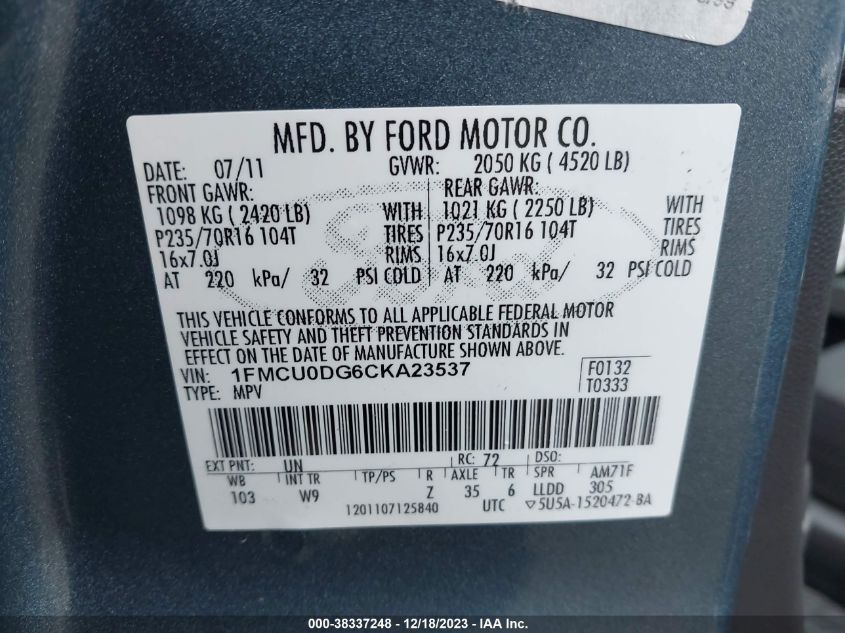 MFD. BY FORD MOTOR CO.
DATE: 07/11 GVWR: 2050 KG ( 4520 LB)
FRONT GAWR: REAR GAWR:
1098 KG ( 2420 LB) WITH 1021 KG ( 2250 LB) WITH
P235/70R16 104T TIRES P235/70R16 104T TIRES
16x7.0J RIMS 16x7.0J RIMS
AT 220 kPa/ 32 PSI COLD AT 220 kPa/ 32 PSI COLD
THIS VEHICLE CONFORMS TO ALL APPLICABLE FEDERAL MOTOR
VEHICLE SAFETY AND THEFT PREVENTION STANDARDS IN
EFFECT ON THE DATE OF MANUFACTURE SHOWN ABOVE.
VIN: 1FMCU0DG6CKA23537 F0132
TYPE: MPV T0333
EXT PNT: UN RC: 72 DSO:
WB INT TR TP/PS R AXLE TR SPR AM71F
103 W9 Z 35 6 LLDD 305
1201107125840 UTC ▽5U5A-1520472-BA
000-38337248 - 12/18/2023 - IAA Inc.